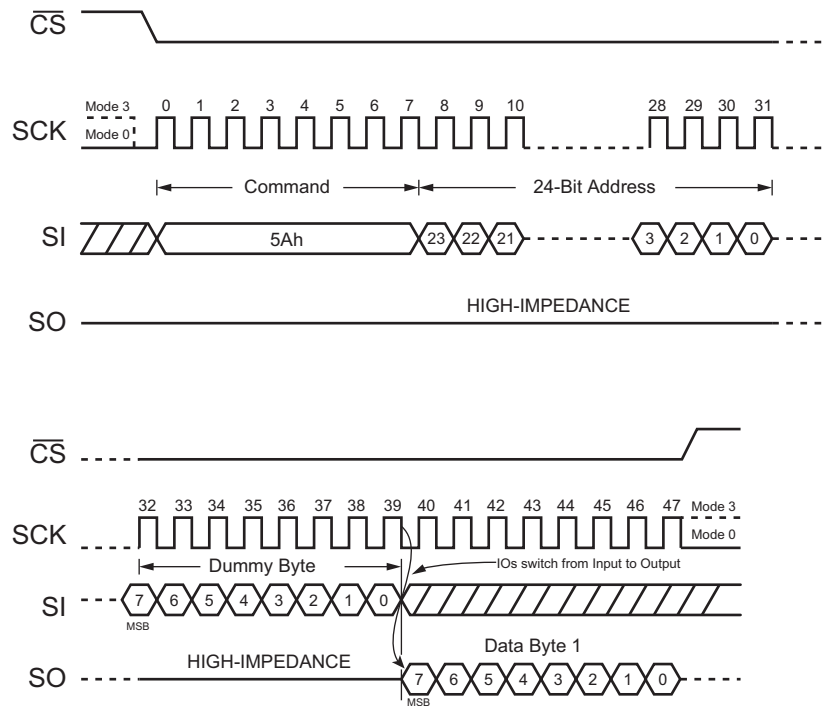 CS
Mode 3 0 1 2 3 4 5 6 7 8 9 10 28 29 30 31
SCK Mode 0
Command 24-Bit Address
SI 5Ah 23 22 21 3 2 1 0
HIGH-IMPEDANCE
SO
CS
32 33 34 35 36 37 38 39 40 41 42 43 44 45 46 47 Mode 3
SCK Mode 0
Dummy Byte IOs switch from Input to Output
SI 7 6 5 4 3 2 1 0
MSB
Data Byte 1
HIGH-IMPEDANCE
SO 7 6 5 4 3 2 1 0
MSB